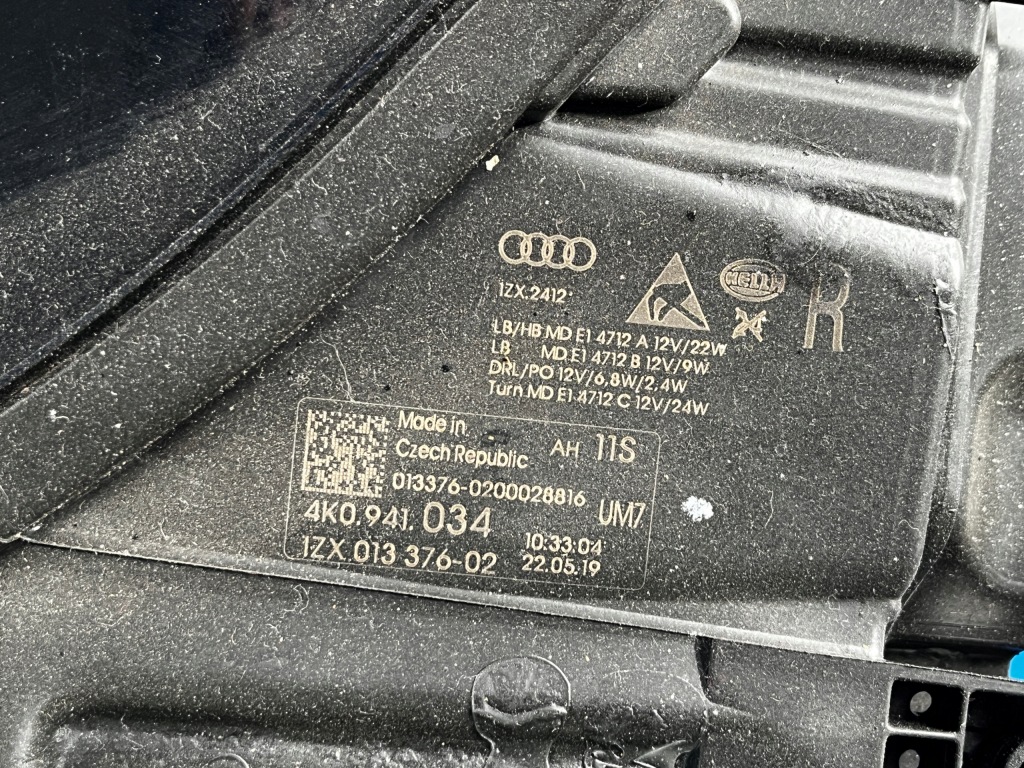 1ZX.2412
HELLA
R
LB/HB MD E1 4712 A 12V/22W
LB MD E1 4712 B 12V/9W
DRL/PO 12V/6,8W/2,4W
Turn MD E1 4712 C 12V/24W
Made in
Czech Republic AH 11S
013376-0200028816
4K0.941.034 UM7
1ZX 013 376-02 10:33:04
22.05.19